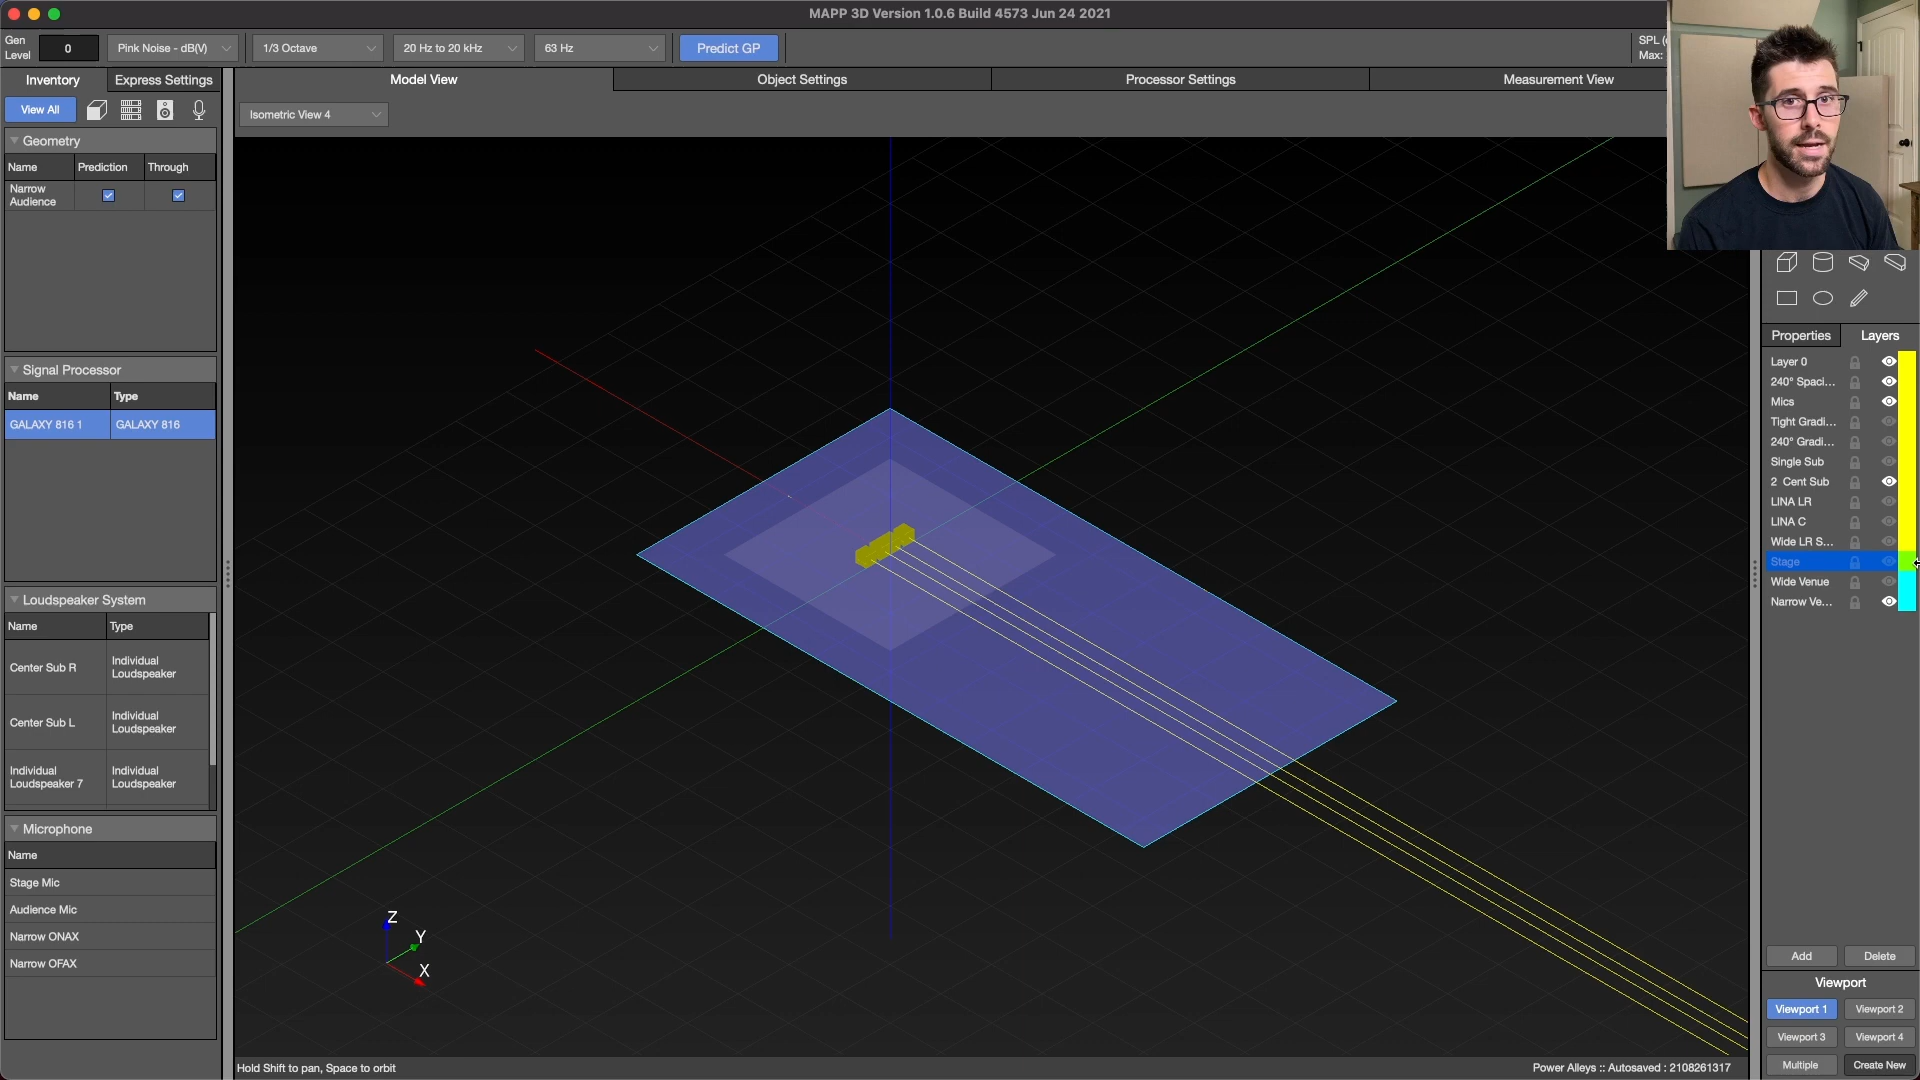 MAPP 3D Version 1.0.6 Build 4573 Jun 24 2021
Gen
Level
0
Pink Noise - dB(V)
1/3 Octave
20 Hz to 20 kHz
63 Hz
Predict GP
SPL (
Max:
Inventory
Express Settings
Model View
Object Settings
Processor Settings
Measurement View
View All
Isometric View 4
Geometry
Name Prediction Through
Narrow
Audience
Signal Processor
Name Type
GALAXY 816 1 GALAXY 816
Loudspeaker System
Name Type
Center Sub R Individual
Loudspeaker
Center Sub L Individual
Loudspeaker
Individual
Loudspeaker 7
Individual
Loudspeaker
Microphone
Name
Stage Mic
Audience Mic
Narrow ONAX
Narrow OFAX
Z
Y
X
Properties Layers
Layer 0
240° Spaci...
Mics
Tight Gradi...
240° Gradi...
Single Sub
2 Cent Sub
LINA LR
LINA C
Wide LR S...
Stage
Wide Venue
Narrow Ve...
Add Delete
Viewport
Viewport 1 Viewport 2
Viewport 3 Viewport 4
Multiple Create New
Hold Shift to pan, Space to orbit
Power Alleys :: Autosaved : 2108261317